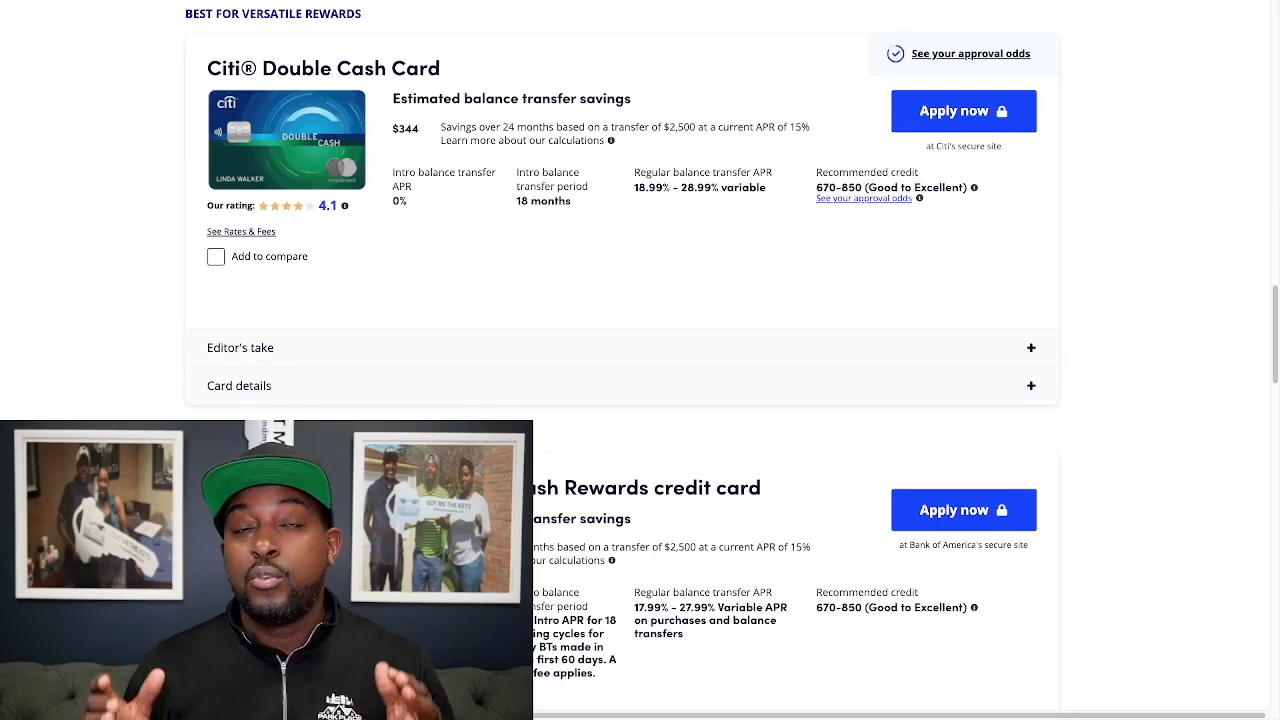 BEST FOR VERSATILE REWARDS
Citi® Double Cash Card
See your approval odds
citi
DOUBLE
CASH
LINDA WALKER
Estimated balance transfer savings
$344
Savings over 24 months based on a transfer of $2,500 at a current APR of 15%
Learn more about our calculations
Apply now
at Citi's secure site
Intro balance transfer
APR
0%
Intro balance
transfer period
18 months
Regular balance transfer APR
18.99% - 28.99% variable
Recommended credit
670-850 (Good to Excellent)
See your approval odds
Our rating:
4.1
See Rates & Fees
Add to compare
Editor's take
+
Card details
+
ash Rewards credit card
ansfer savings
nths based on a transfer of $2,500 at a current APR of 15%
our calculations
Apply now
at Bank of America's secure site
o balance
nsfer period
Intro APR for 18
ing cycles for
y BTs made in
first 60 days. A
fee applies.
Regular balance transfer APR
17.99% - 27.99% Variable APR
on purchases and balance
transfers
Recommended credit
670-850 (Good to Excellent)
GOT ME THE KEYS
PARK PLACE